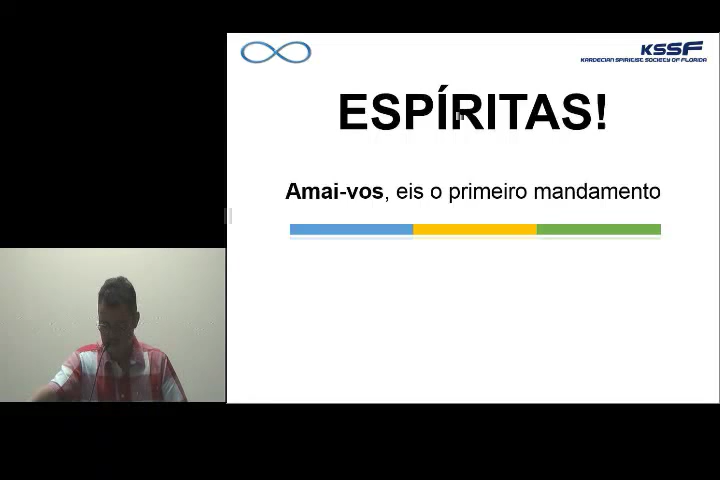 KSSF
KARDECIAN SPIRITIST SOCIETY OF FLORIDA
ESPÍRITAS!
Amai-vos, eis o primeiro mandamento